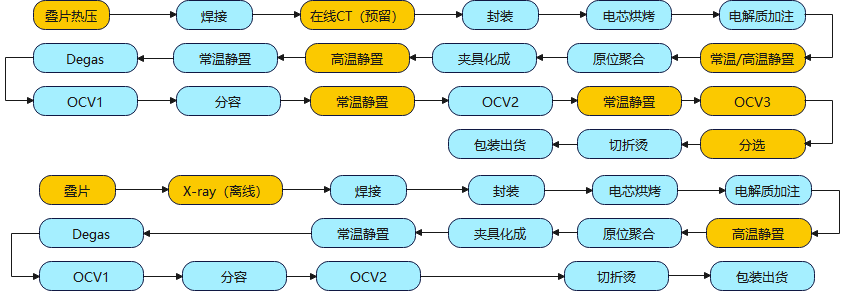 叠片热压 焊接 在线CT（预留） 封装 电芯烘烤 电解质加注
Degas 常温静置 高温静置 夹具化成 原位聚合 常温/高温静置
OCV1 分容 常温静置 OCV2 常温静置 OCV3
包装出货 切折烫 分选
叠片 X-ray（离线） 焊接 封装 电芯烘烤 电解质加注
Degas 常温静置 夹具化成 原位聚合 高温静置
OCV1 分容 OCV2 切折烫 包装出货